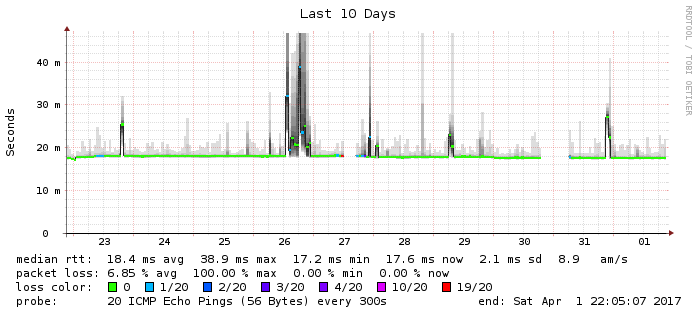 Last 10 Days
RRDTOOL / TOBI OETIKER
Seconds
40 m
30 m
20 m
10 m
0
23 24 25 26 27 28 29 30 31 01
median rtt: 18.4 ms avg 38.9 ms max 17.2 ms min 17.6 ms now 2.1 ms sd 8.9 am/s
packet loss: 6.85 % avg 100.00 % max 0.00 % min 0.00 % now
loss color: 0 1/20 2/20 3/20 4/20 10/20 19/20
probe: 20 ICMP Echo Pings (56 Bytes) every 300s end: Sat Apr 1 22:05:07 2017